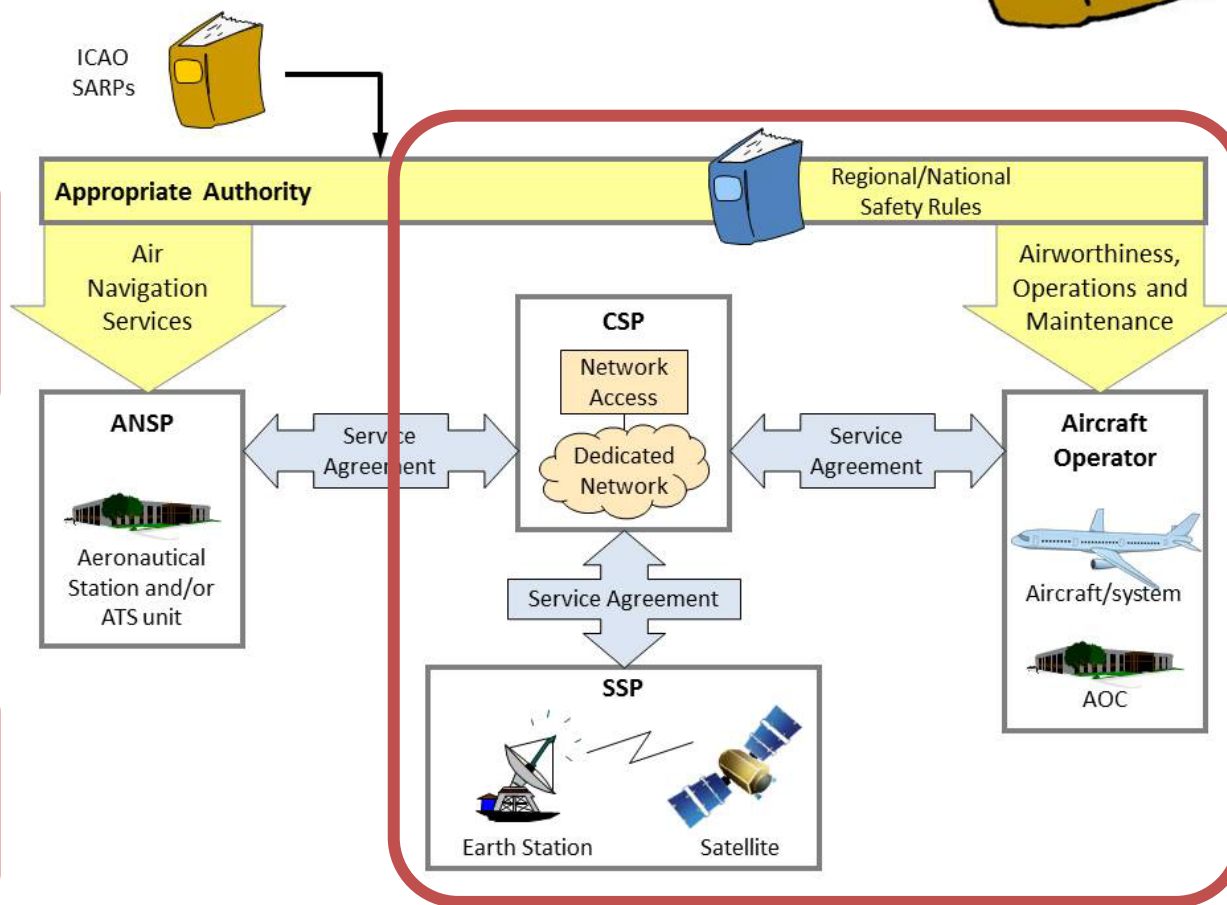 ICAO
SARPs
Appropriate Authority
Regional/National
Safety Rules
Air
Navigation
Services
Airworthiness,
Operations and
Maintenance
CSP
Network
Access
Dedicated
Network
ANSP
Aeronautical
Station and/or
ATS unit
Service
Agreement
Service
Agreement
Aircraft
Operator
Aircraft/system
AOC
Service Agreement
SSP
Earth Station
Satellite